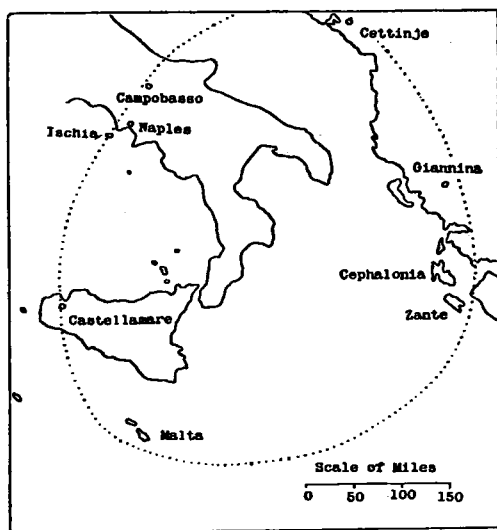 Cettinje
Campobasso
Ischia
Naples
Giannina
Cephalonia
Zante
Castellamare
Malta
Scale of Miles
0 50 100 150